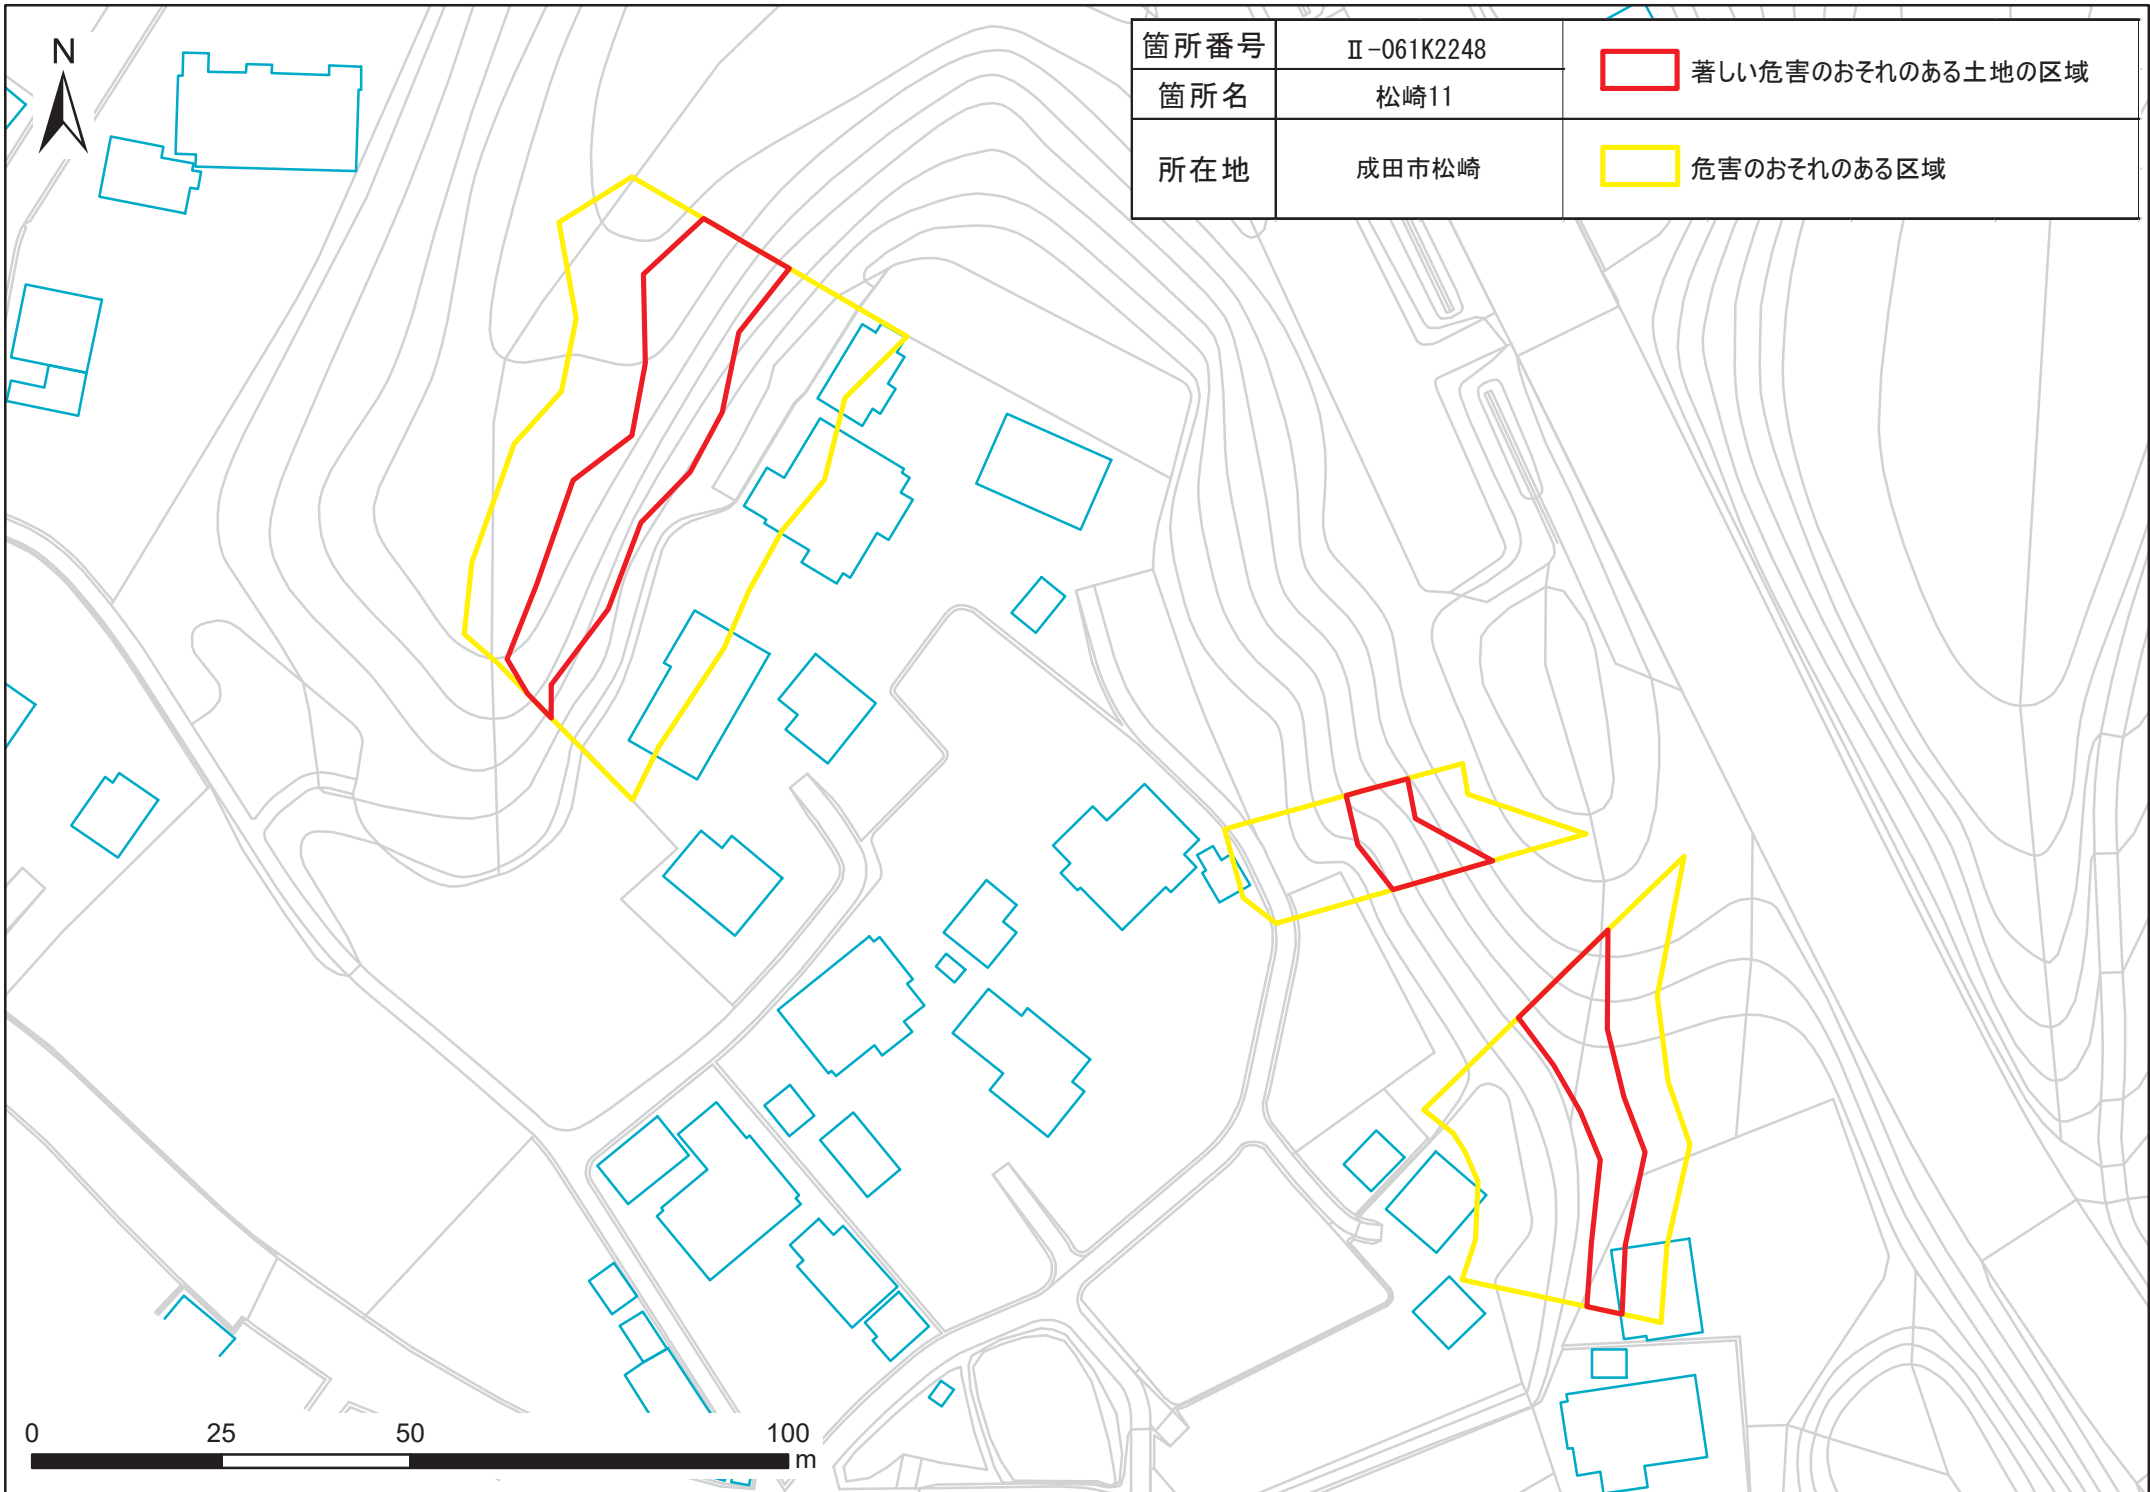 N
箇所番号 Ⅱ-061K2248
箇所名 松崎11
所在地 成田市松崎
著しい危害のおそれのある土地の区域
危害のおそれのある区域
0 25 50 100
m